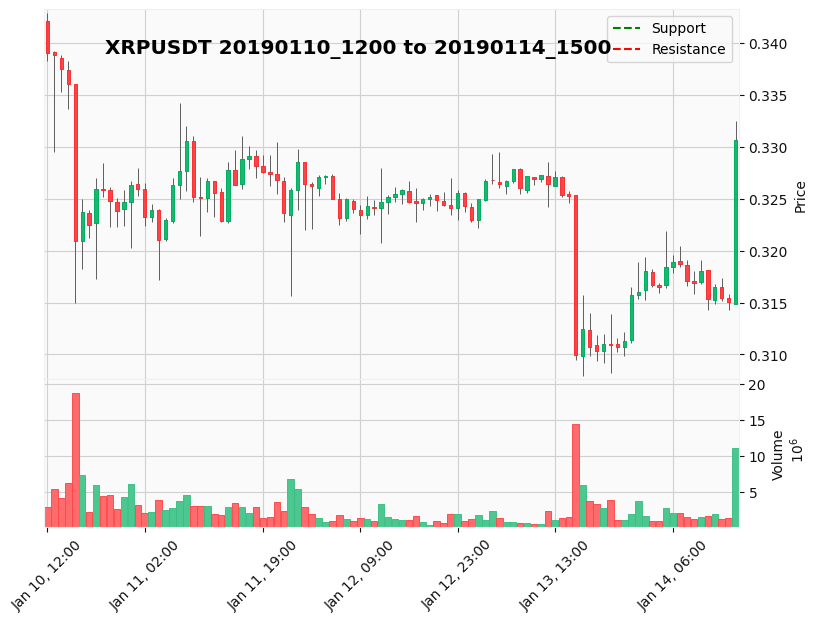 XRPUSDT 20190110_1200 to 20190114_1500
Support
Resistance
0.340
0.335
0.330
0.325
0.320
0.315
0.310
Price
20
15
10
5
Volume
10^6
Jan 10, 12:00
Jan 11, 02:00
Jan 11, 19:00
Jan 12, 09:00
Jan 12, 23:00
Jan 13, 13:00
Jan 14, 06:00